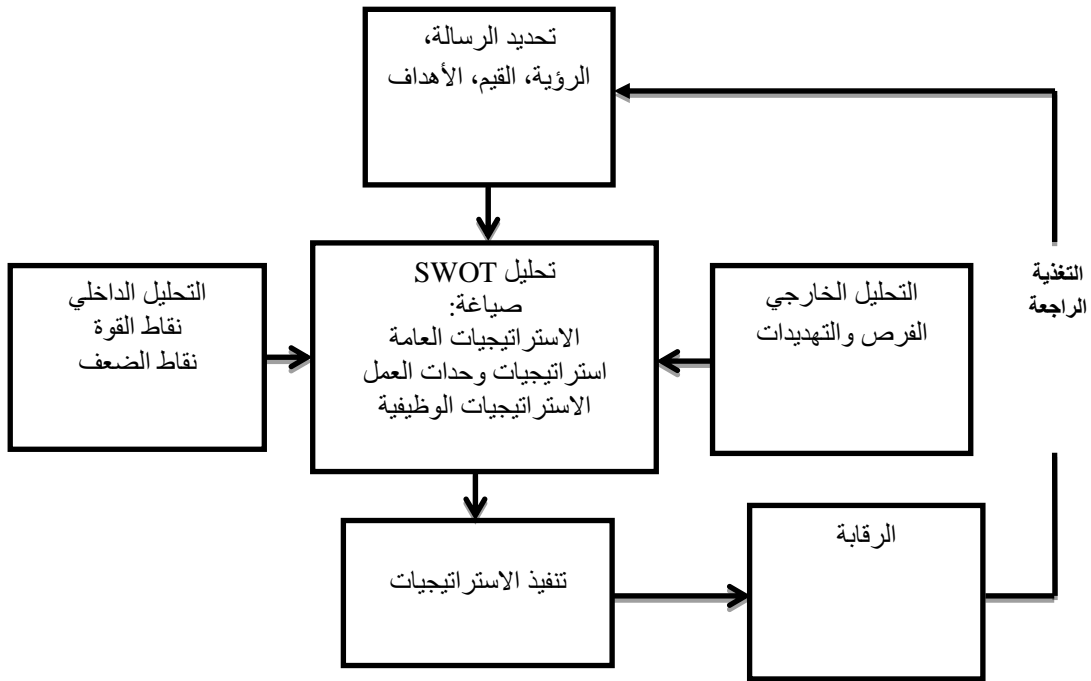 تحديد الرسالة،
الرؤية، القيم، الأهداف
تحليل SWOT
صياغة:
الاستراتيجيات العامة
استراتيجيات وحدات العمل
الاستراتيجيات الوظيفية
التحليل الخارجي
الفرص والتهديدات
التحليل الداخلي
نقاط القوة
نقاط الضعف
التغذية
الراجعة
تنفيذ الاستراتيجيات
الرقابة